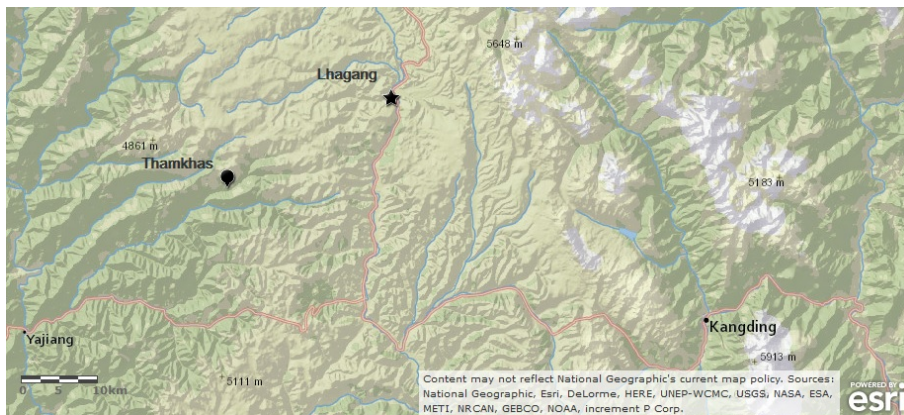 5648 m
Lhagang
4861 m
Thamkhas
5183 m
Kangding
Yajiang
5913 m
5111 m
0 5 10km
Content may not reflect National Geographic's current map policy. Sources:
National Geographic, Esri, DeLorme, HERE, UNEP-WCMC, USGS, NASA, ESA,
METI, NRCAN, GEBCO, NOAA, increment P Corp.
POWERED BY
esri